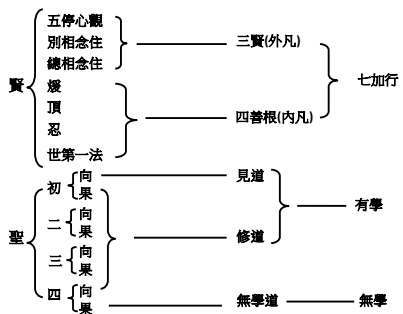 賢
五停心觀
別相念住
總相念住
煖
頂
忍
世第一法
三賢(外凡)
四善根(內凡)
七加行
聖
初
向
果
二
向
果
三
向
果
四
向
果
見道
修道
有學
無學道
無學